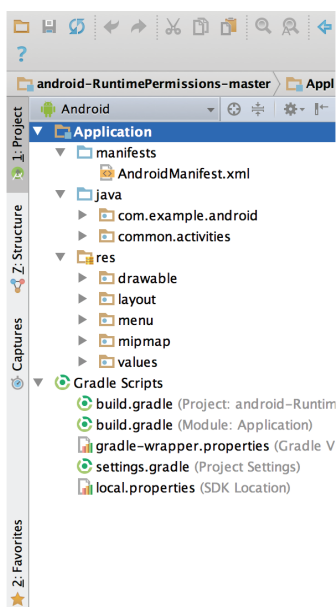 ?
android-RuntimePermissions-master
Appl
Android
Application
manifests
AndroidManifest.xml
java
com.example.android
common.activities
res
drawable
layout
menu
mipmap
values
Gradle Scripts
build.gradle (Project: android-Runtim
build.gradle (Module: Application)
gradle-wrapper.properties (Gradle V
settings.gradle (Project Settings)
local.properties (SDK Location)
1: Project
Z: Structure
Captures
2: Favorites